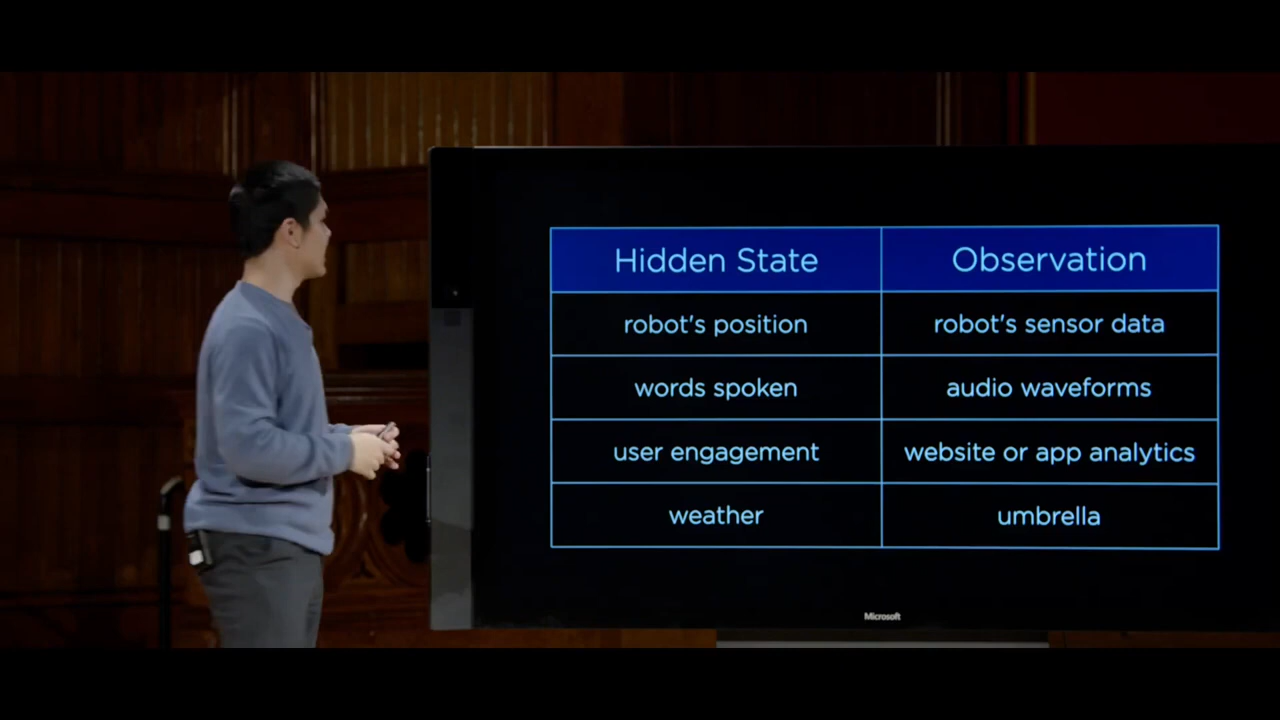 Hidden State Observation
robot's position robot's sensor data
words spoken audio waveforms
user engagement website or app analytics
weather umbrella
Microsoft